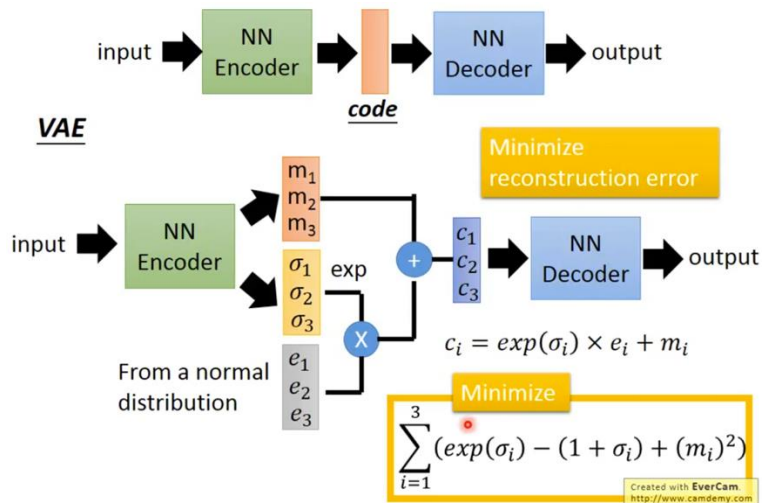 input
NN
Encoder
code
NN
Decoder
output
VAE
Minimize
reconstruction error
input
NN
Encoder
m₁
m₂
m₃
σ₁
σ₂
σ₃
exp
e₁
e₂
e₃
From a normal
distribution
X
+
c₁
c₂
c₃
NN
Decoder
output
cᵢ = exp(σᵢ) × eᵢ + mᵢ
Minimize
3
∑ (exp(σᵢ) − (1 + σᵢ) + (mᵢ)²)
i=1
Created with EverCam.
http://www.camdemy.com